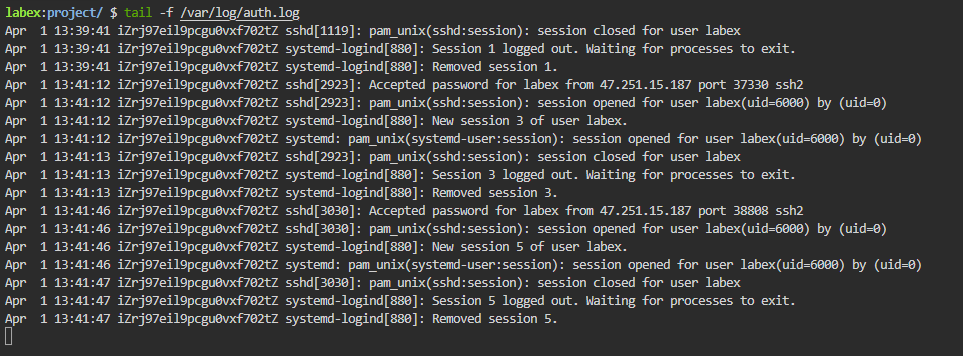 labex:project/ $ tail -f /var/log/auth.log
Apr  1 13:39:41 iZrj97eil9pcgu0vxf702tZ sshd[1119]: pam_unix(sshd:session): session closed for user labex
Apr  1 13:39:41 iZrj97eil9pcgu0vxf702tZ systemd-logind[880]: Session 1 logged out. Waiting for processes to exit.
Apr  1 13:39:41 iZrj97eil9pcgu0vxf702tZ systemd-logind[880]: Removed session 1.
Apr  1 13:41:12 iZrj97eil9pcgu0vxf702tZ sshd[2923]: Accepted password for labex from 47.251.15.187 port 37330 ssh2
Apr  1 13:41:12 iZrj97eil9pcgu0vxf702tZ sshd[2923]: pam_unix(sshd:session): session opened for user labex(uid=6000) by (uid=0)
Apr  1 13:41:12 iZrj97eil9pcgu0vxf702tZ systemd-logind[880]: New session 3 of user labex.
Apr  1 13:41:12 iZrj97eil9pcgu0vxf702tZ systemd: pam_unix(systemd-user:session): session opened for user labex(uid=6000) by (uid=0)
Apr  1 13:41:13 iZrj97eil9pcgu0vxf702tZ sshd[2923]: pam_unix(sshd:session): session closed for user labex
Apr  1 13:41:13 iZrj97eil9pcgu0vxf702tZ systemd-logind[880]: Session 3 logged out. Waiting for processes to exit.
Apr  1 13:41:13 iZrj97eil9pcgu0vxf702tZ systemd-logind[880]: Removed session 3.
Apr  1 13:41:46 iZrj97eil9pcgu0vxf702tZ sshd[3030]: Accepted password for labex from 47.251.15.187 port 38808 ssh2
Apr  1 13:41:46 iZrj97eil9pcgu0vxf702tZ sshd[3030]: pam_unix(sshd:session): session opened for user labex(uid=6000) by (uid=0)
Apr  1 13:41:46 iZrj97eil9pcgu0vxf702tZ systemd-logind[880]: New session 5 of user labex.
Apr  1 13:41:46 iZrj97eil9pcgu0vxf702tZ systemd: pam_unix(systemd-user:session): session opened for user labex(uid=6000) by (uid=0)
Apr  1 13:41:47 iZrj97eil9pcgu0vxf702tZ sshd[3030]: pam_unix(sshd:session): session closed for user labex
Apr  1 13:41:47 iZrj97eil9pcgu0vxf702tZ systemd-logind[880]: Session 5 logged out. Waiting for processes to exit.
Apr  1 13:41:47 iZrj97eil9pcgu0vxf702tZ systemd-logind[880]: Removed session 5.